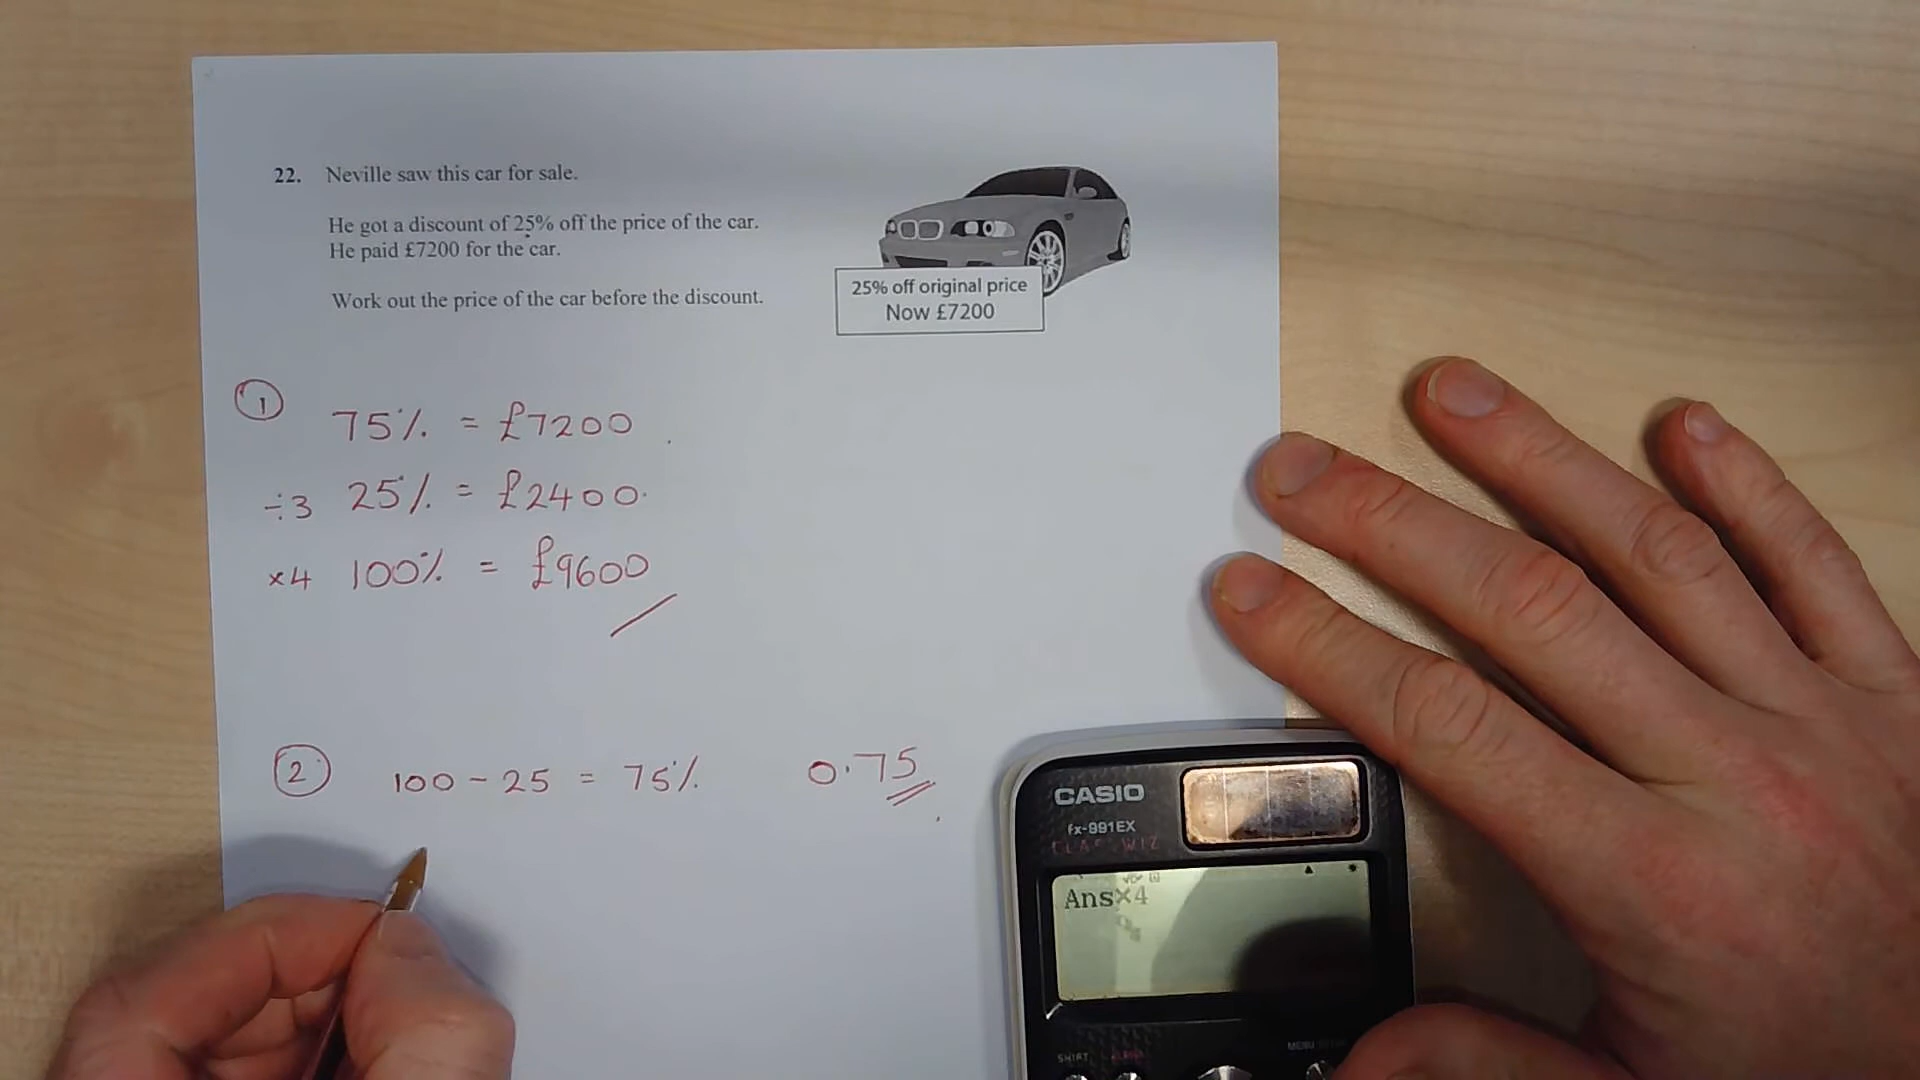 22. Neville saw this car for sale.
He got a discount of 25% off the price of the car.
He paid £7200 for the car.
Work out the price of the car before the discount.
25% off original price
Now £7200
1
75% = £7200
÷3 25% = £2400
×4 100% = £9600
2 100 - 25 = 75% 0.75
CASIO
fx-991EX
CLASSWIZ
Ans×4
SHIFT
MENU